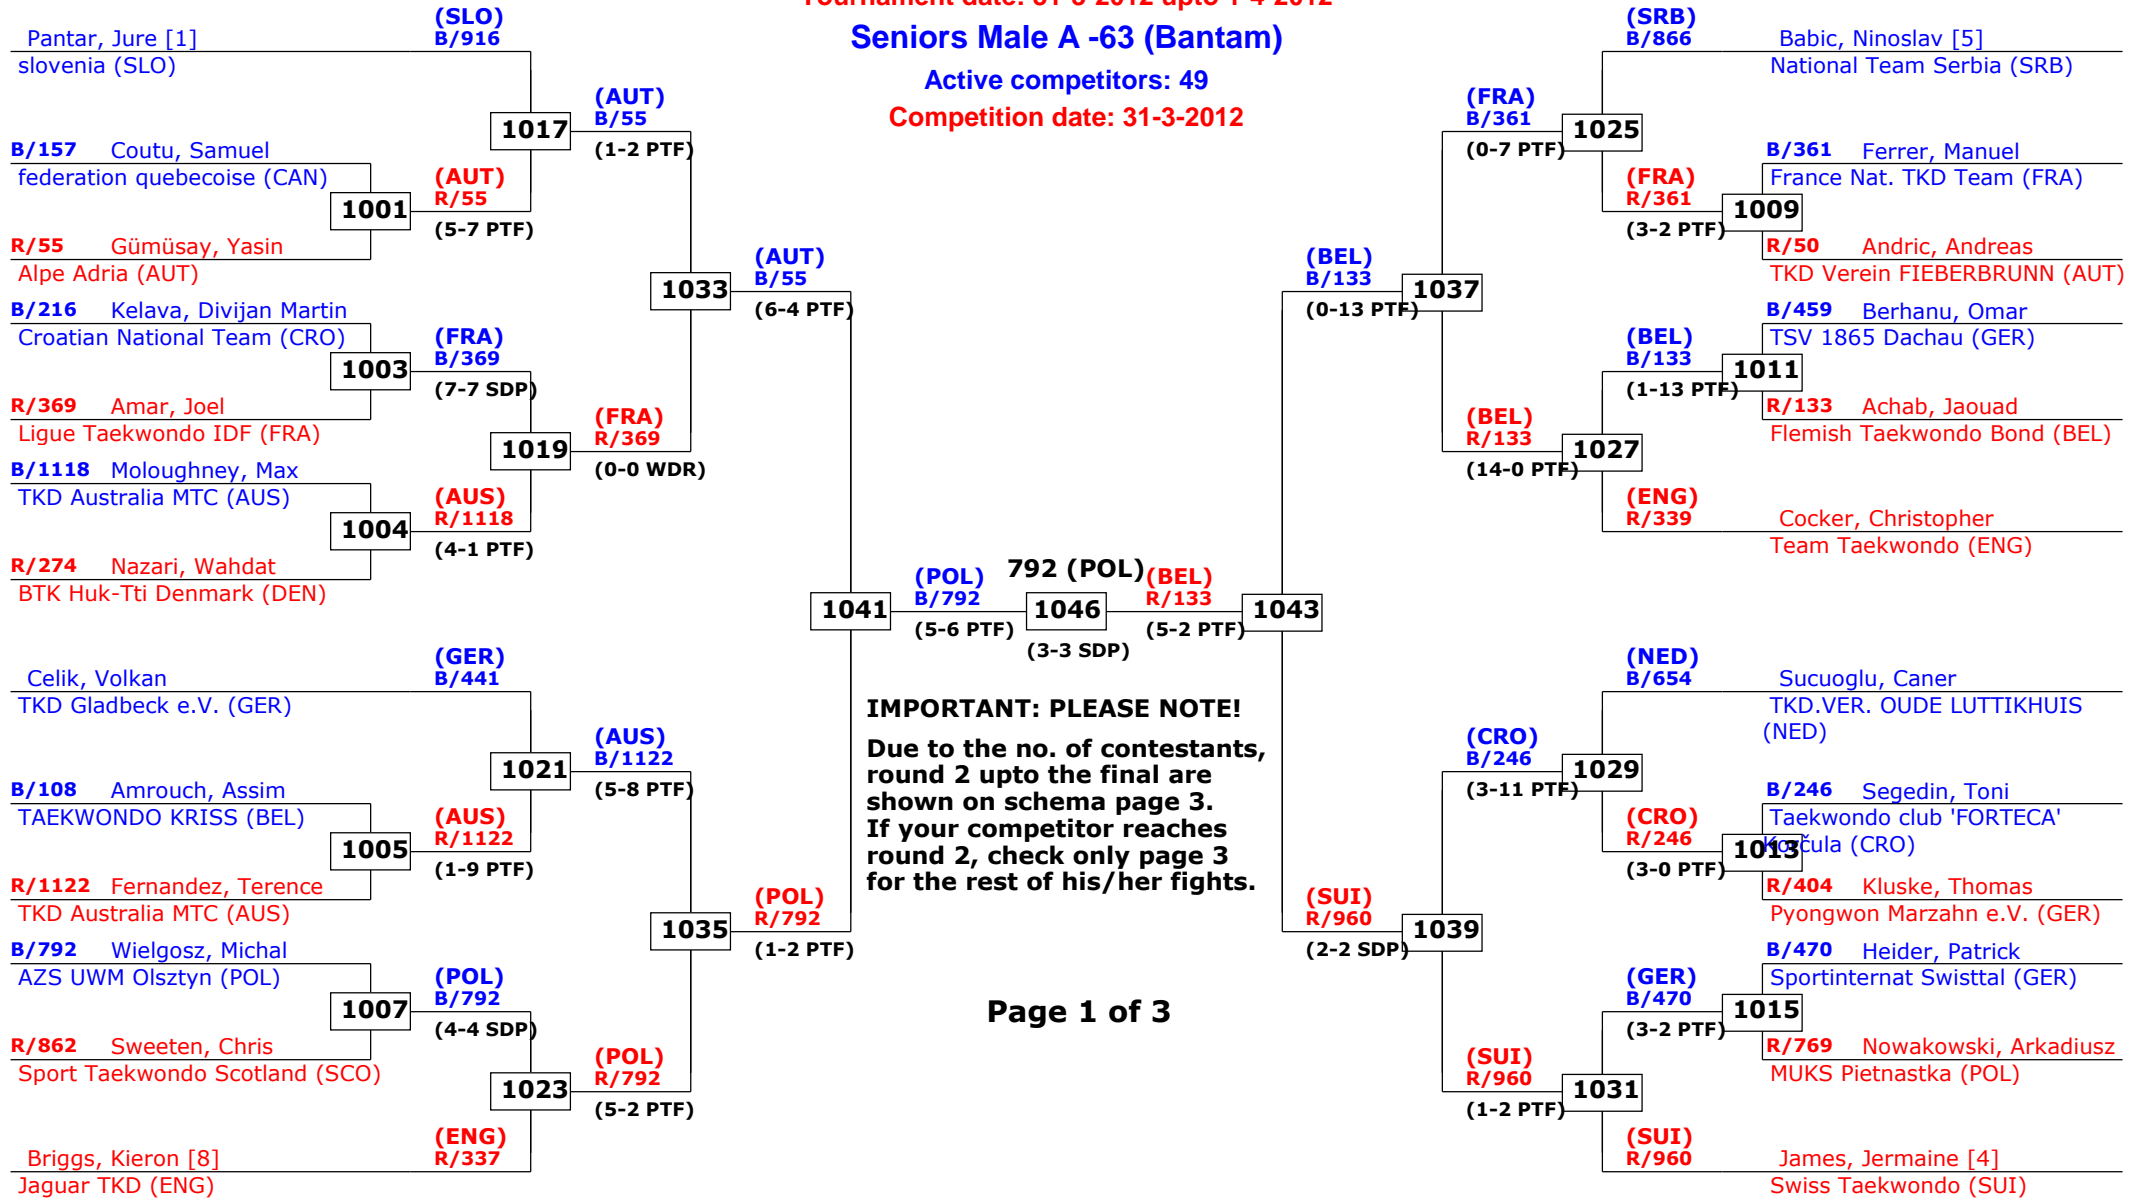 Tournament date: 31-3-2012 upto 1-4-2012
Seniors Male A -63 (Bantam)
Active competitors: 49
Competition date: 31-3-2012
Pantar, Jure [1]
slovenia (SLO)
(SLO)
B/916
B/157 Coutu, Samuel
federation quebecoise (CAN)
1001
R/55 Gümüsay, Yasin
Alpe Adria (AUT)
(AUT)
R/55
(5-7 PTF)
1017
(AUT)
B/55
(1-2 PTF)
B/216 Kelava, Divijan Martin
Croatian National Team (CRO)
1003
R/369 Amar, Joel
Ligue Taekwondo IDF (FRA)
(FRA)
B/369
(7-7 SDP)
B/1118 Moloughney, Max
TKD Australia MTC (AUS)
1004
R/274 Nazari, Wahdat
BTK Huk-Tti Denmark (DEN)
(AUS)
R/1118
(4-1 PTF)
1019
(FRA)
R/369
(0-0 WDR)
1033
(AUT)
B/55
(6-4 PTF)
Celik, Volkan
TKD Gladbeck e.V. (GER)
(GER)
B/441
B/108 Amrouch, Assim
TAEKWONDO KRISS (BEL)
1005
R/1122 Fernandez, Terence
TKD Australia MTC (AUS)
(AUS)
R/1122
(1-9 PTF)
1021
(AUS)
B/1122
(5-8 PTF)
B/792 Wielgosz, Michal
AZS UWM Olsztyn (POL)
1007
R/862 Sweeten, Chris
Sport Taekwondo Scotland (SCO)
(POL)
B/792
(4-4 SDP)
1023
(POL)
R/792
(5-2 PTF)
Briggs, Kieron [8]
Jaguar TKD (ENG)
(ENG)
R/337
1035
(POL)
R/792
(1-2 PTF)
1041
(POL)
B/792
(5-6 PTF)
792 (POL)
1046
(3-3 SDP)
(BEL)
R/133
(5-2 PTF)
1043
IMPORTANT: PLEASE NOTE!
Due to the no. of contestants,
round 2 upto the final are
shown on schema page 3.
If your competitor reaches
round 2, check only page 3
for the rest of his/her fights.
Page 1 of 3
(SRB)
B/866
Babic, Ninoslav [5]
National Team Serbia (SRB)
(FRA)
B/361
(0-7 PTF)
1025
B/361 Ferrer, Manuel
France Nat. TKD Team (FRA)
(FRA)
R/361
(3-2 PTF)
1009
R/50 Andric, Andreas
TKD Verein FIEBERBRUNN (AUT)
(BEL)
B/133
(0-13 PTF)
1037
B/459 Berhanu, Omar
TSV 1865 Dachau (GER)
(BEL)
B/133
(1-13 PTF)
1011
R/133 Achab, Jaouad
Flemish Taekwondo Bond (BEL)
(BEL)
R/133
(14-0 PTF)
1027
(ENG)
R/339
Cocker, Christopher
Team Taekwondo (ENG)
(NED)
B/654
Sucuoglu, Caner
TKD.VER. OUDE LUTTIKHUIS
(NED)
(CRO)
B/246
(3-11 PTF)
1029
B/246 Segedin, Toni
Taekwondo club 'FORTECA'
Korčula (CRO)
(CRO)
R/246
(3-0 PTF)
1013
R/404 Kluske, Thomas
Pyongwon Marzahn e.V. (GER)
(SUI)
R/960
(2-2 SDP)
1039
B/470 Heider, Patrick
Sportinternat Swisttal (GER)
(GER)
B/470
(3-2 PTF)
1015
R/769 Nowakowski, Arkadiusz
MUKS Pietnastka (POL)
(SUI)
R/960
(1-2 PTF)
1031
(SUI)
R/960
James, Jermaine [4]
Swiss Taekwondo (SUI)